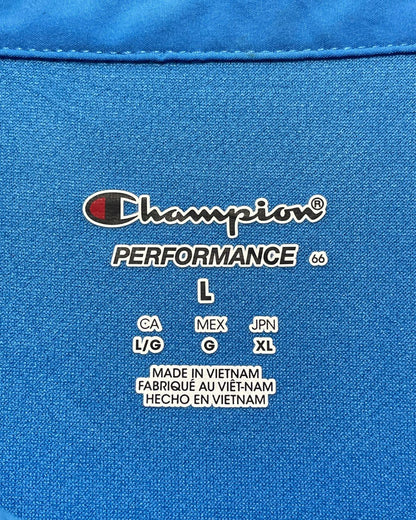 Champion®
PERFORMANCE 66
L
CA MEX JPN
L/G G XL
MADE IN VIETNAM
FABRIQUÉ AU VIÊT-NAM
HECHO EN VIETNAM